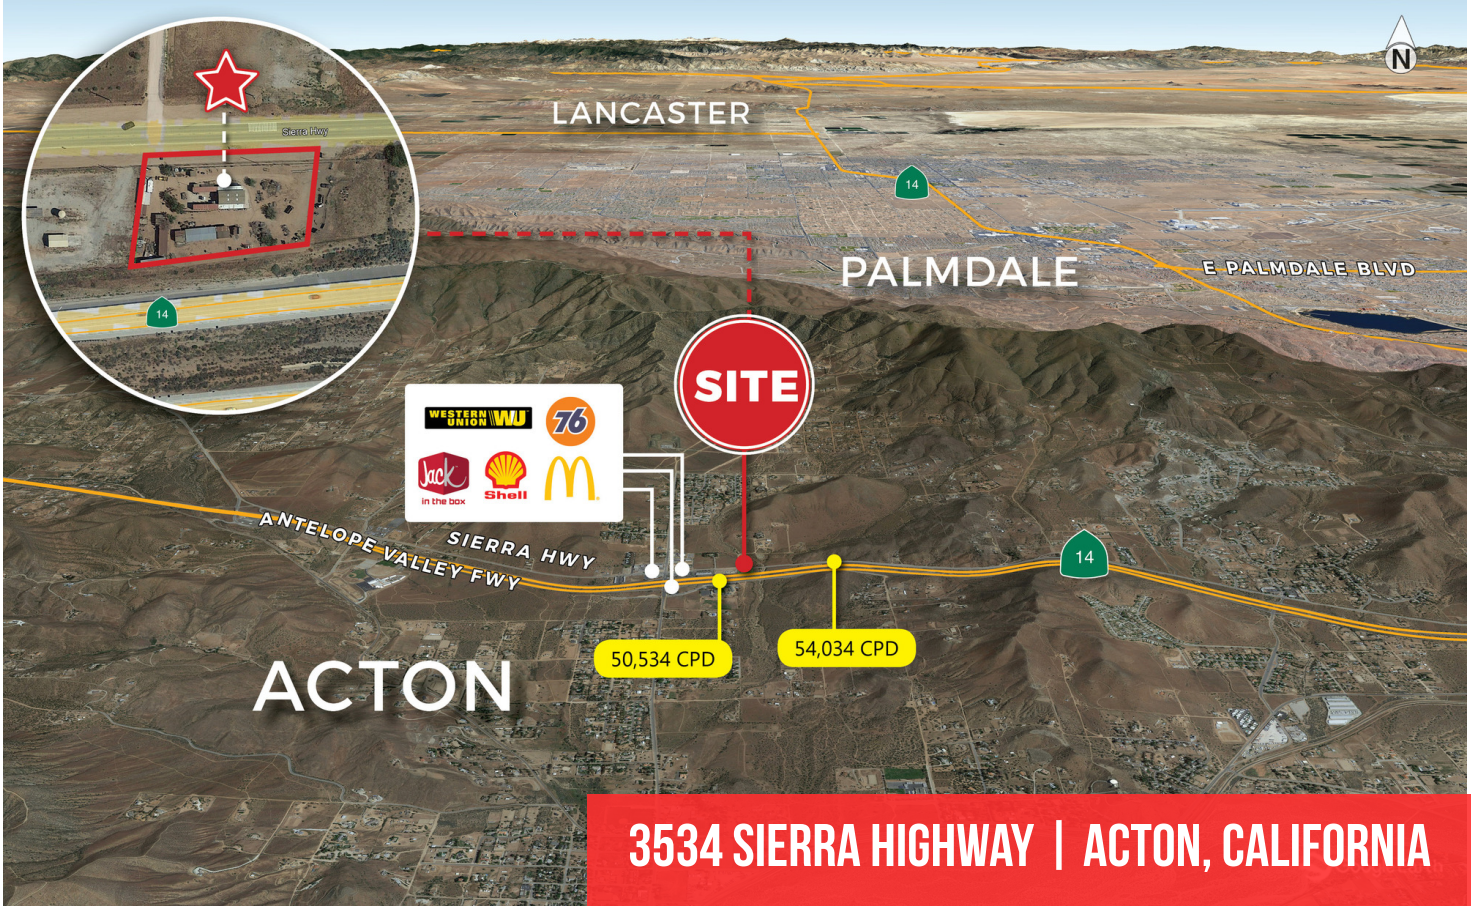 N
LANCASTER
Sierra Hwy
14
PALMDALE
E PALMDALE BLVD
14
SITE
WESTERN
UNION WU
76
Jack
in the box
Shell
SIERRA HWY
ANTELOPE VALLEY FWY
14
50,534 CPD
54,034 CPD
ACTON
3534 SIERRA HIGHWAY | ACTON, CALIFORNIA